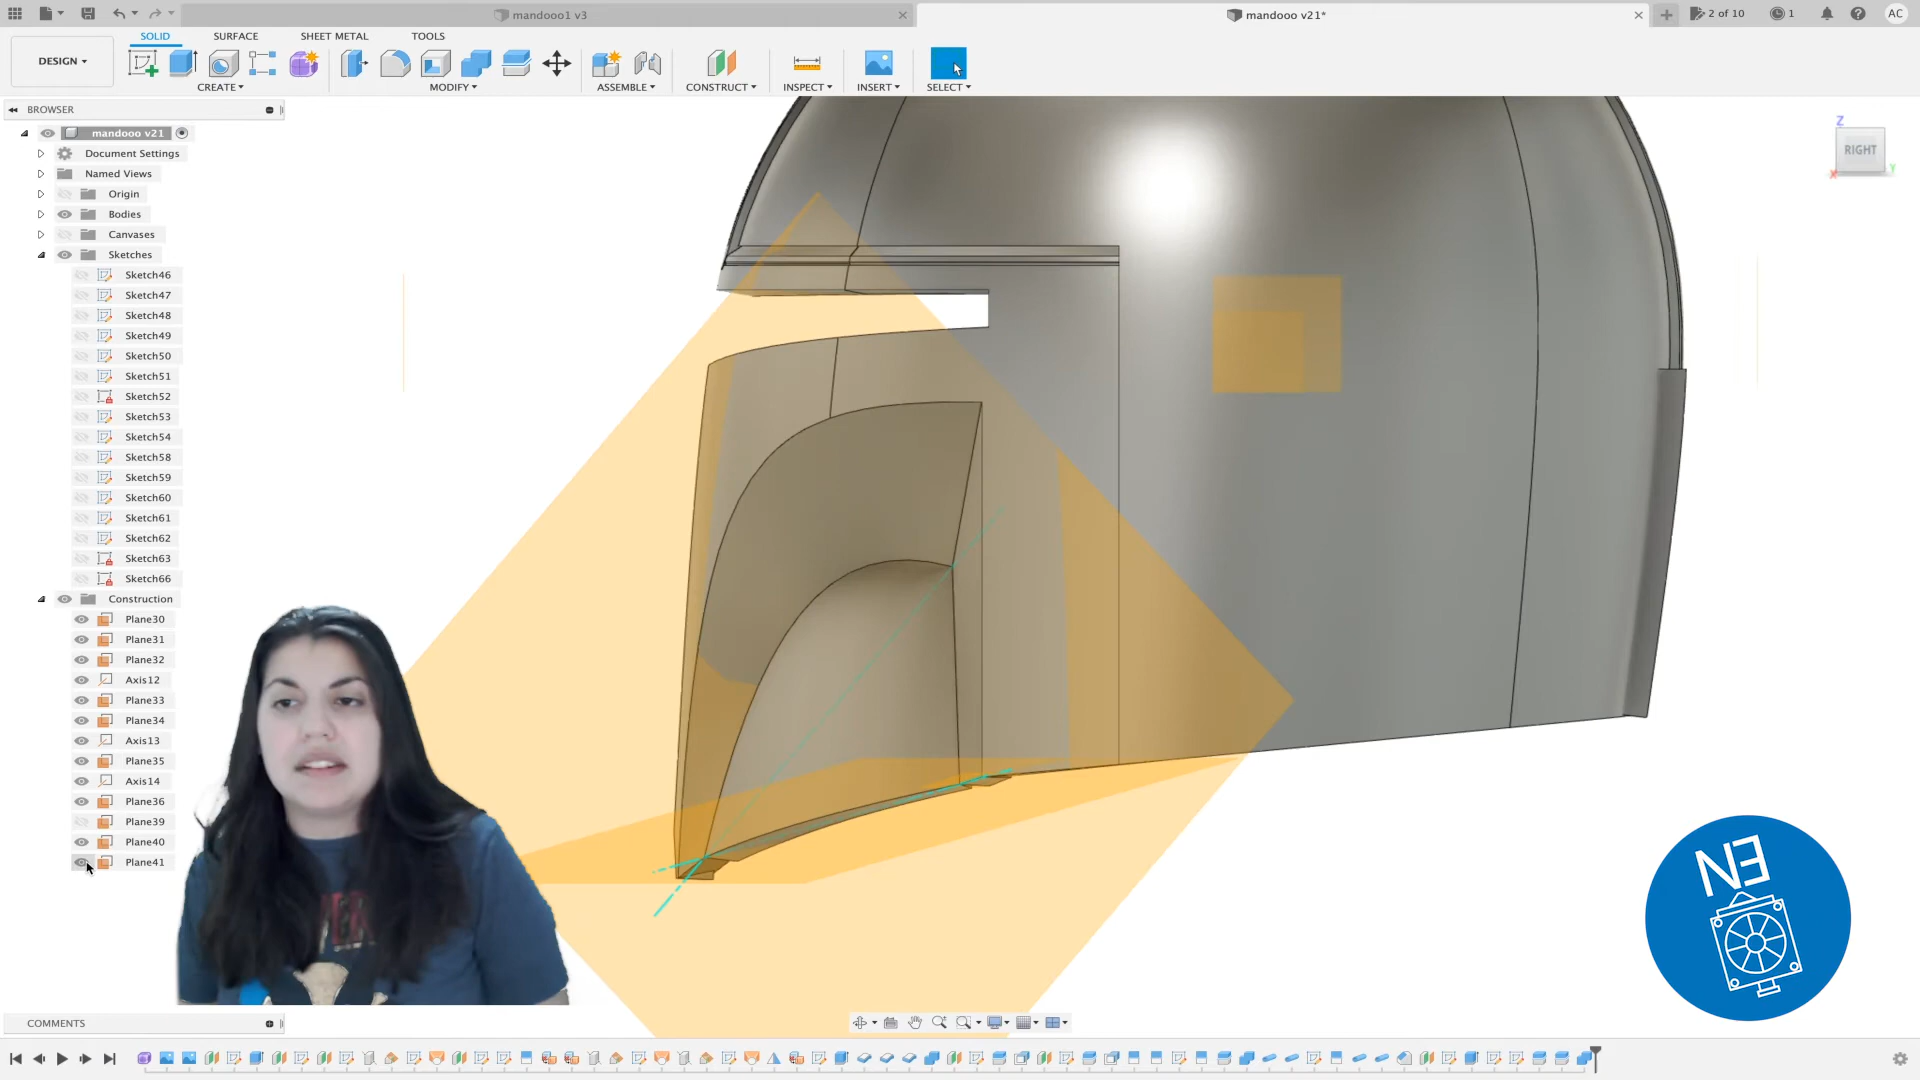 mandooo1 v3
mandooo v21*
2 of 10
1
AC
DESIGN
SOLID
SURFACE
SHEET METAL
TOOLS
CREATE
MODIFY
ASSEMBLE
CONSTRUCT
INSPECT
INSERT
SELECT
BROWSER
mandooo v21
Document Settings
Named Views
Origin
Bodies
Canvases
Sketches
Sketch46
Sketch47
Sketch48
Sketch49
Sketch50
Sketch51
Sketch52
Sketch53
Sketch54
Sketch58
Sketch59
Sketch60
Sketch61
Sketch62
Sketch63
Sketch66
Construction
Plane30
Plane31
Plane32
Axis12
Plane33
Plane34
Axis13
Plane35
Axis14
Plane36
Plane39
Plane40
Plane41
Z
RIGHT
X
Y
COMMENTS